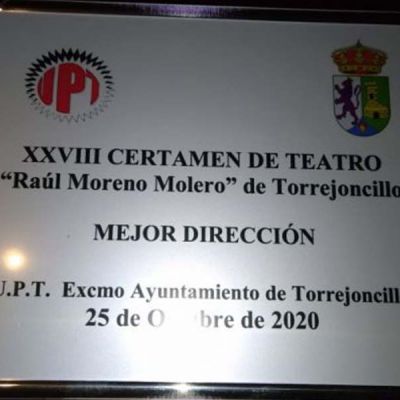 UPT
XXVIII CERTAMEN DE TEATRO
“Raúl Moreno Molero” de Torrejoncillo
MEJOR DIRECCIÓN
U.P.T. Excmo Ayuntamiento de Torrejoncill
25 de O bre de 2020